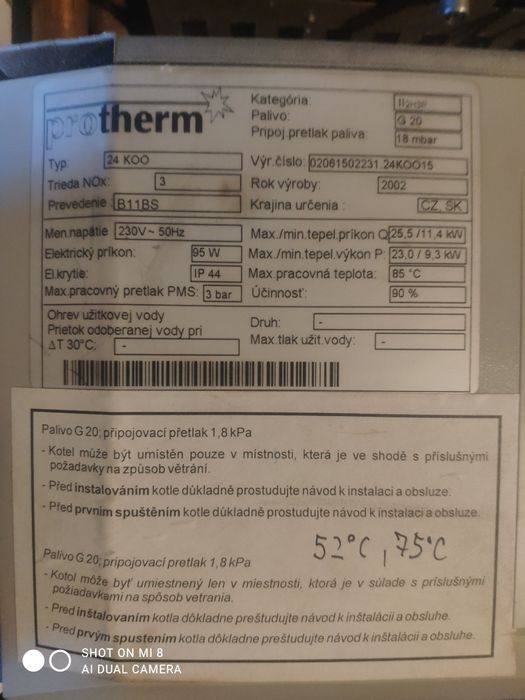 protherm
Kategória: II2H3P
Palivo: G 20
Pripoj.pretlak paliva: 18 mbar
Typ: 24 KOO
Výr.číslo: 02061502231 24KOO15
Trieda NOx: 3
Rok výroby: 2002
Prevedenie : B11BS
Krajina určenia : CZ, SK
Men.napätie 230V ~ 50Hz
Max./min.tepel.príkon Q 25,5 /11,4 kW
Elektrický príkon: 95 W
Max./min.tepel.výkon P: 23,0 / 9,3 kW
El.krytie: IP 44
Max.pracovná teplota: 85 °C
Max.pracovný pretlak PMS: 3 bar
Účinnosť: 90 %
Ohrev užitkovej vody
Prietok odoberanej vody pri
Δ T 30°C: -
Druh: -
Max.tlak užit.vody: -
Palivo G 20; připojovací přetlak 1,8 kPa
- Kotel může být umístěn pouze v místnosti, která je ve shodě s příslušnými
požadavky na způsob větrání.
- Před instalováním kotle důkladně prostudujte návod k instalaci a obsluze.
- Před prvním spuštěním kotle důkladně prostudujte návod k instalaci a obsluze.
52°C, 75°C
Palivo G 20; pripojovací pretlak 1,8 kPa
- Kotol môže byť umiestnený len v miestnosti, ktorá je v súlade s príslušnými
požiadavkami na spôsob vetrania.
- Pred inštalovaním kotla dôkladne preštudujte návod k inštalácii a obsluhe.
- Pred prvým spustením kotla dôkladne preštudujte návod k inštalácii a obsluhe.
SHOT ON MI 8
AI DUAL CAMERA